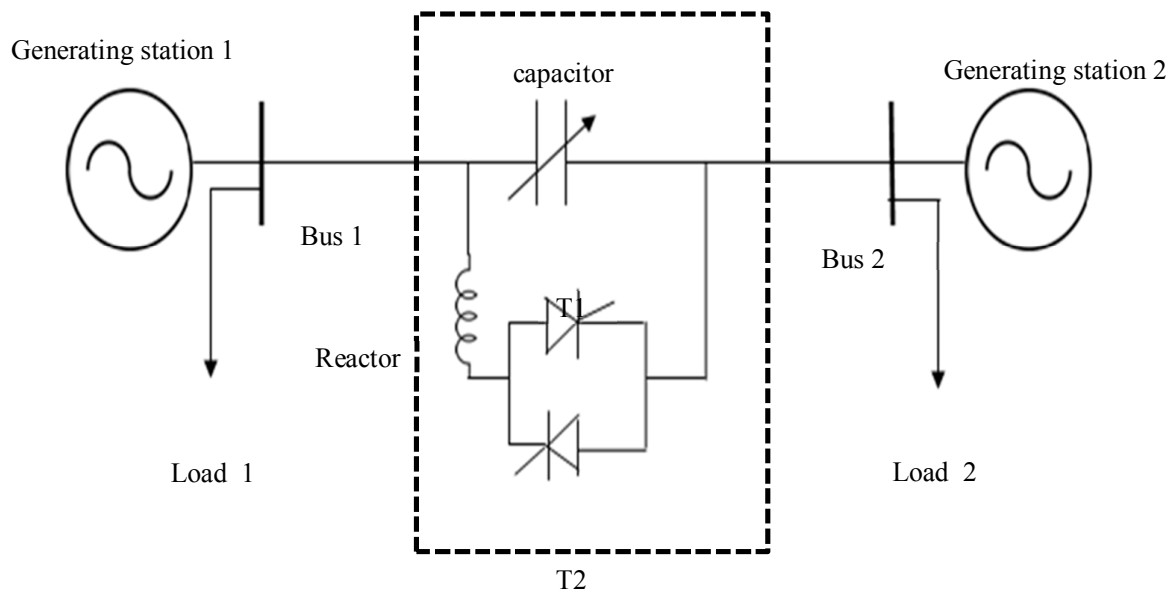 Generating station 1
capacitor
Generating station 2
Bus 1
Bus 2
T1
Reactor
Load 1
Load 2
T2